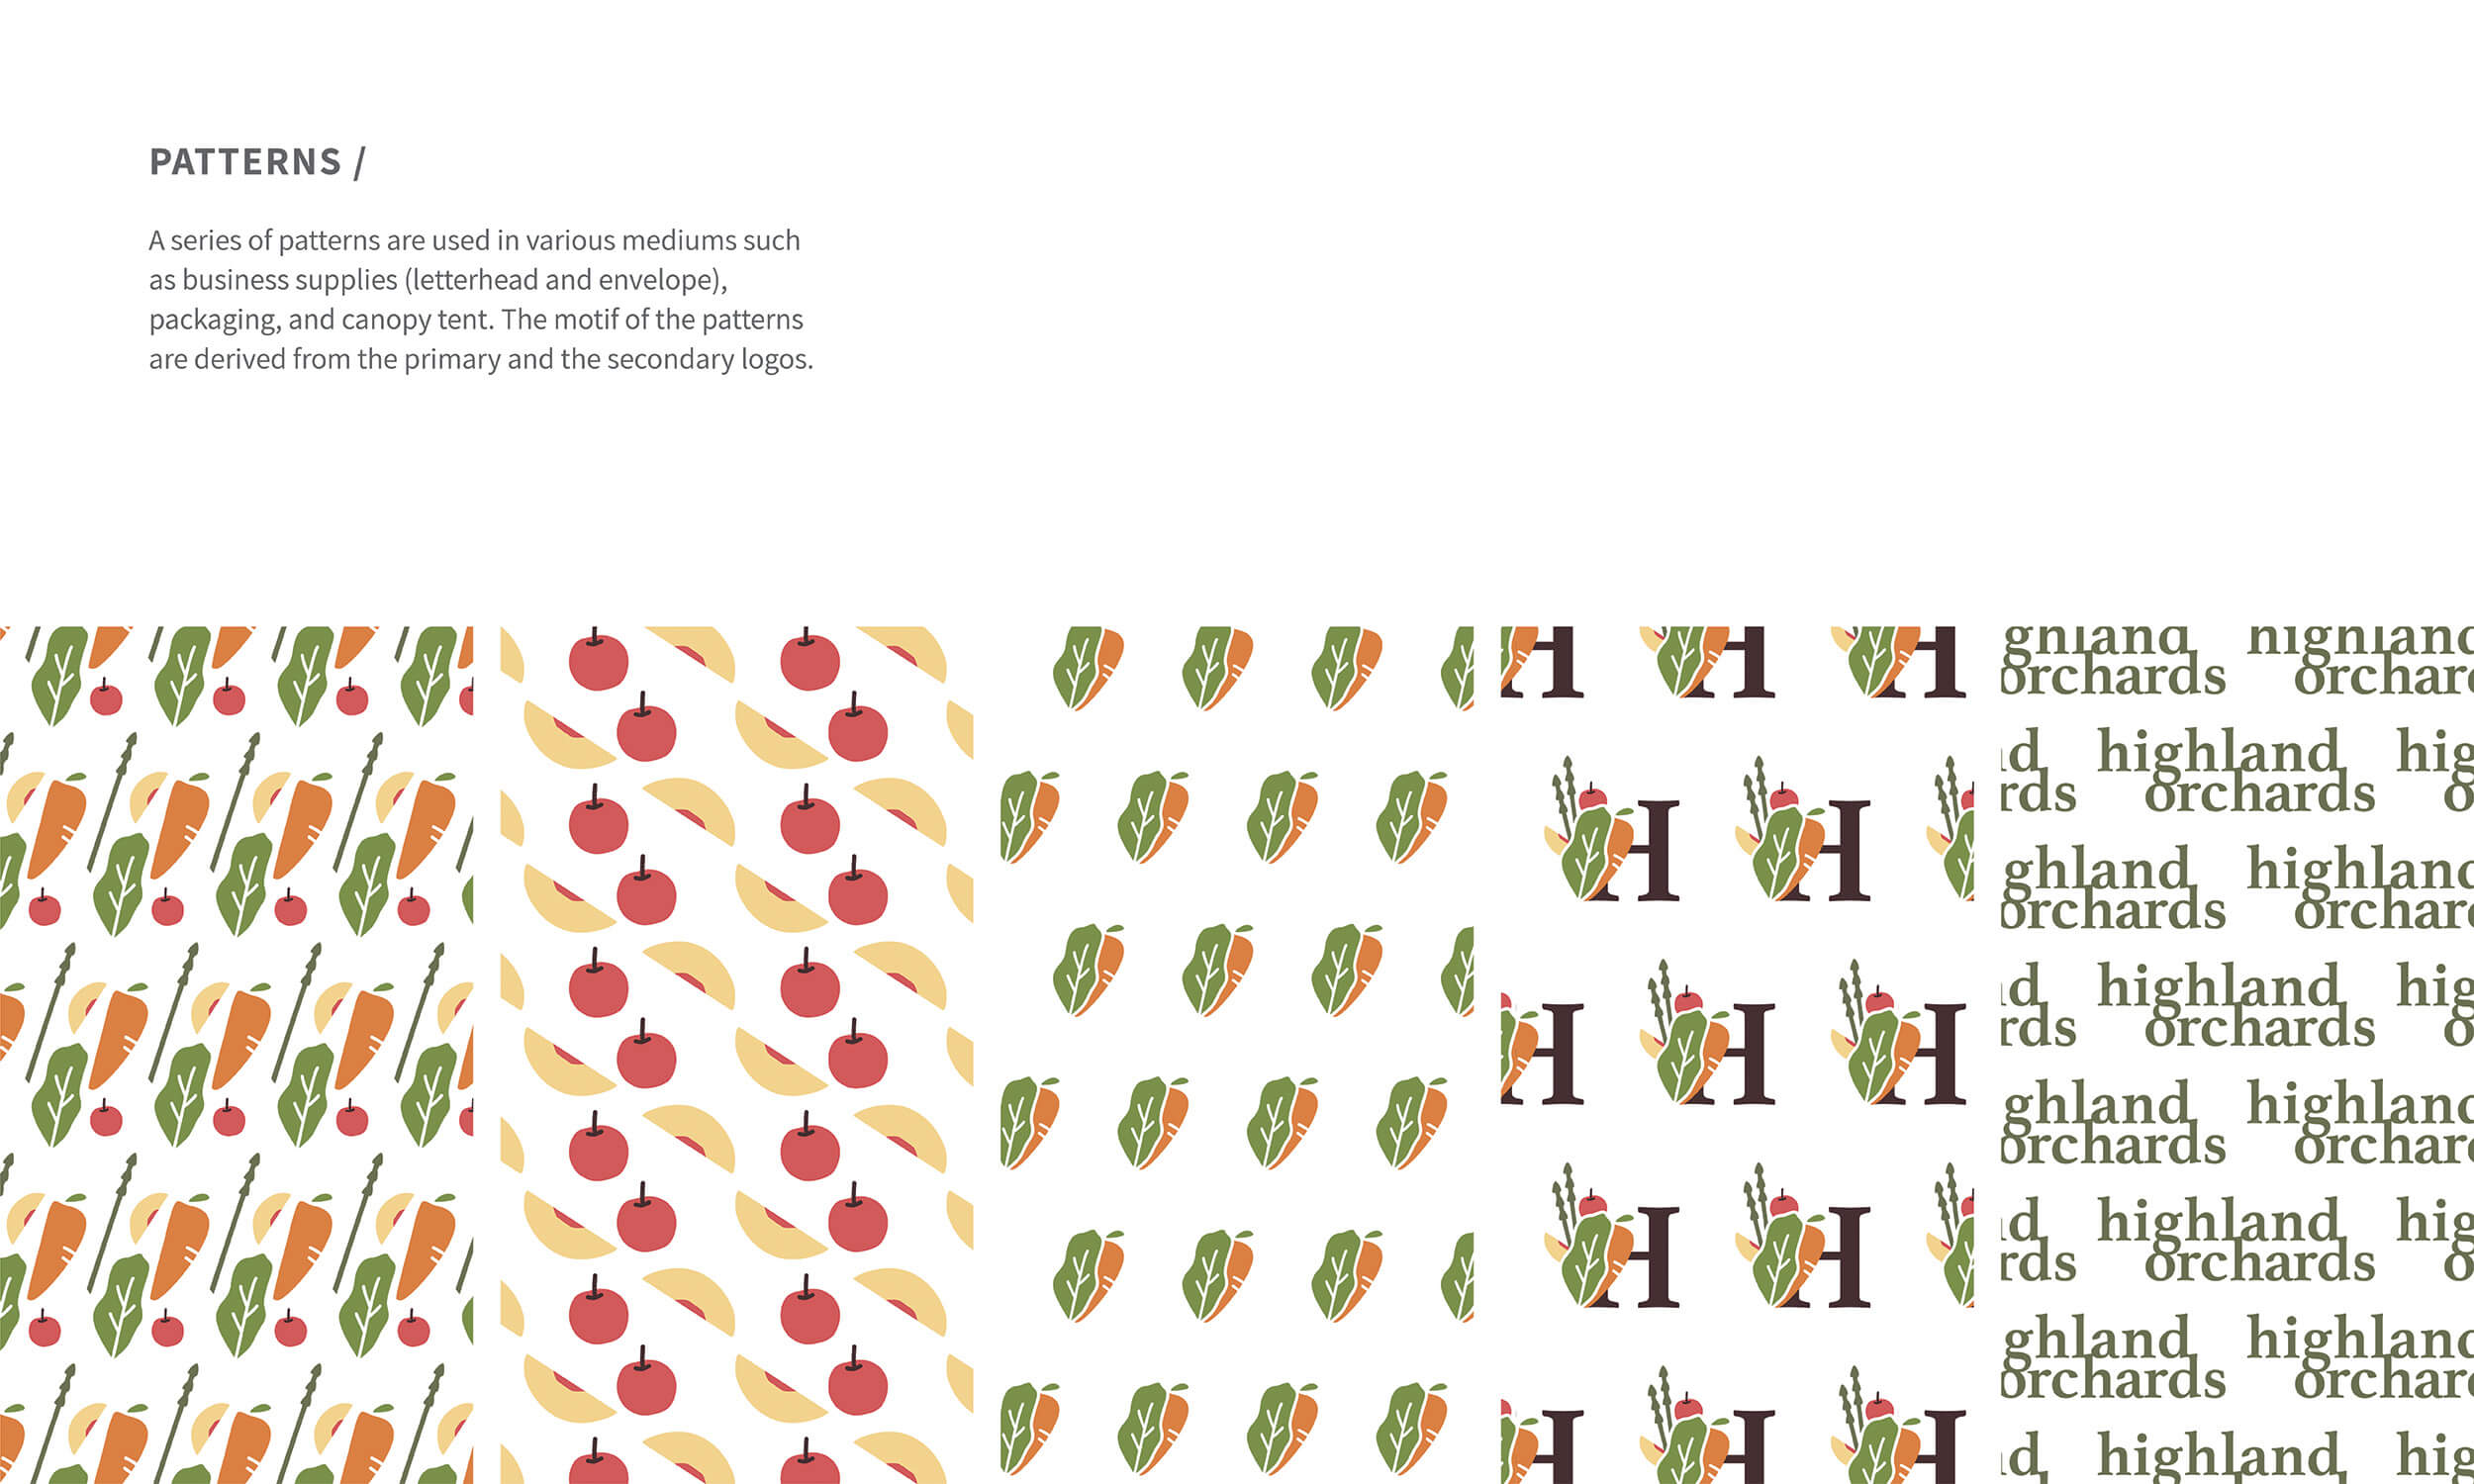 PATTERNS /
A series of patterns are used in various mediums such
as business supplies (letterhead and envelope),
packaging, and canopy tent. The motif of the patterns
are derived from the primary and the secondary logos.
H H H
H H
H H H
H H
H H H
ghland highland
orchards orchard
d highland hig
rds orchards o
ghland highland
orchards orchard
d highland hig
rds orchards o
ghland highland
orchards orchard
d highland hig
rds orchards o
ghland highland
orchards orchard
d highland hig